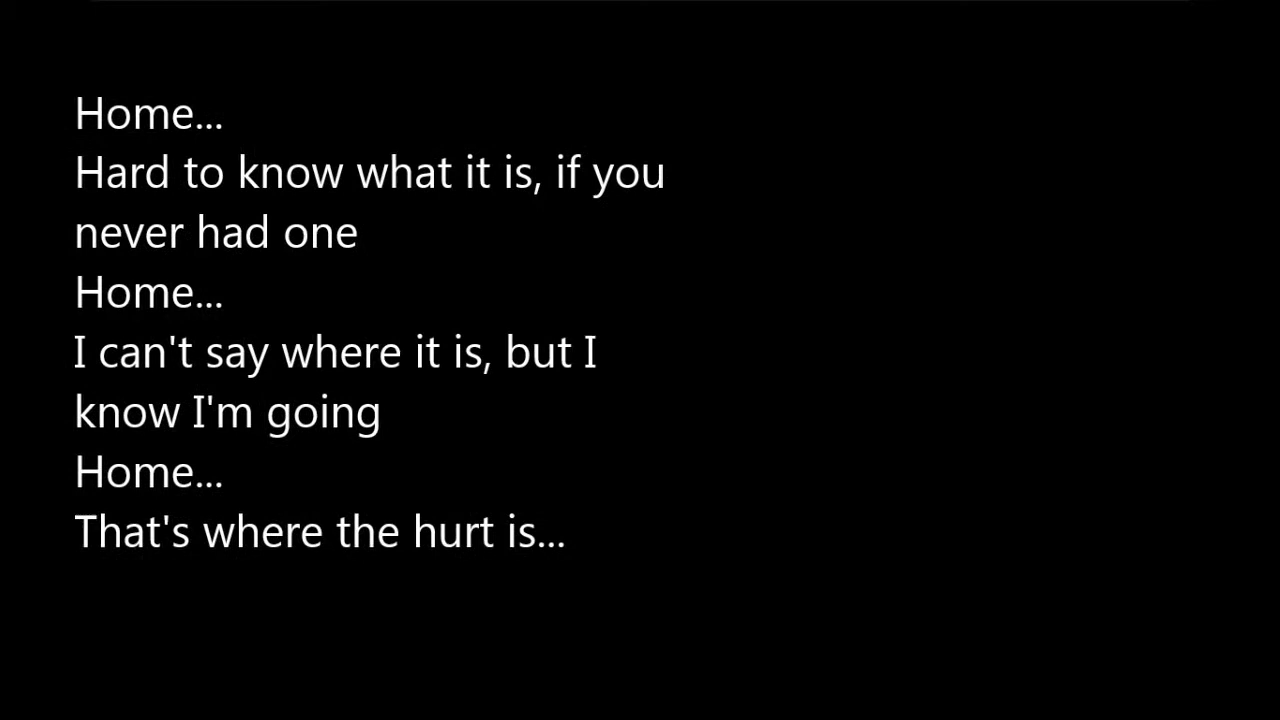 Home...
Hard to know what it is, if you
never had one
Home...
I can't say where it is, but I
know I'm going
Home...
That's where the hurt is...